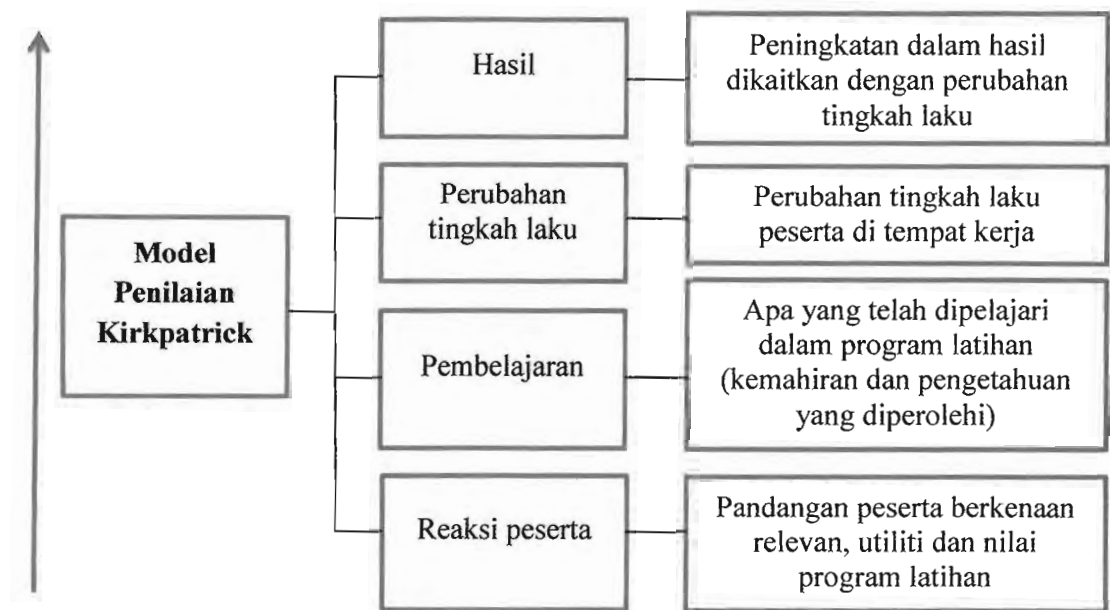 Model
Penilaian
Kirkpatrick
Hasil
Peningkatan dalam hasil
dikaitkan dengan perubahan
tingkah laku
Perubahan
tingkah laku
Perubahan tingkah laku
peserta di tempat kerja
Pembelajaran
Apa yang telah dipelajari
dalam program latihan
(kemahiran dan pengetahuan
yang diperolehi)
Reaksi peserta
Pandangan peserta berkenaan
relevan, utiliti dan nilai
program latihan